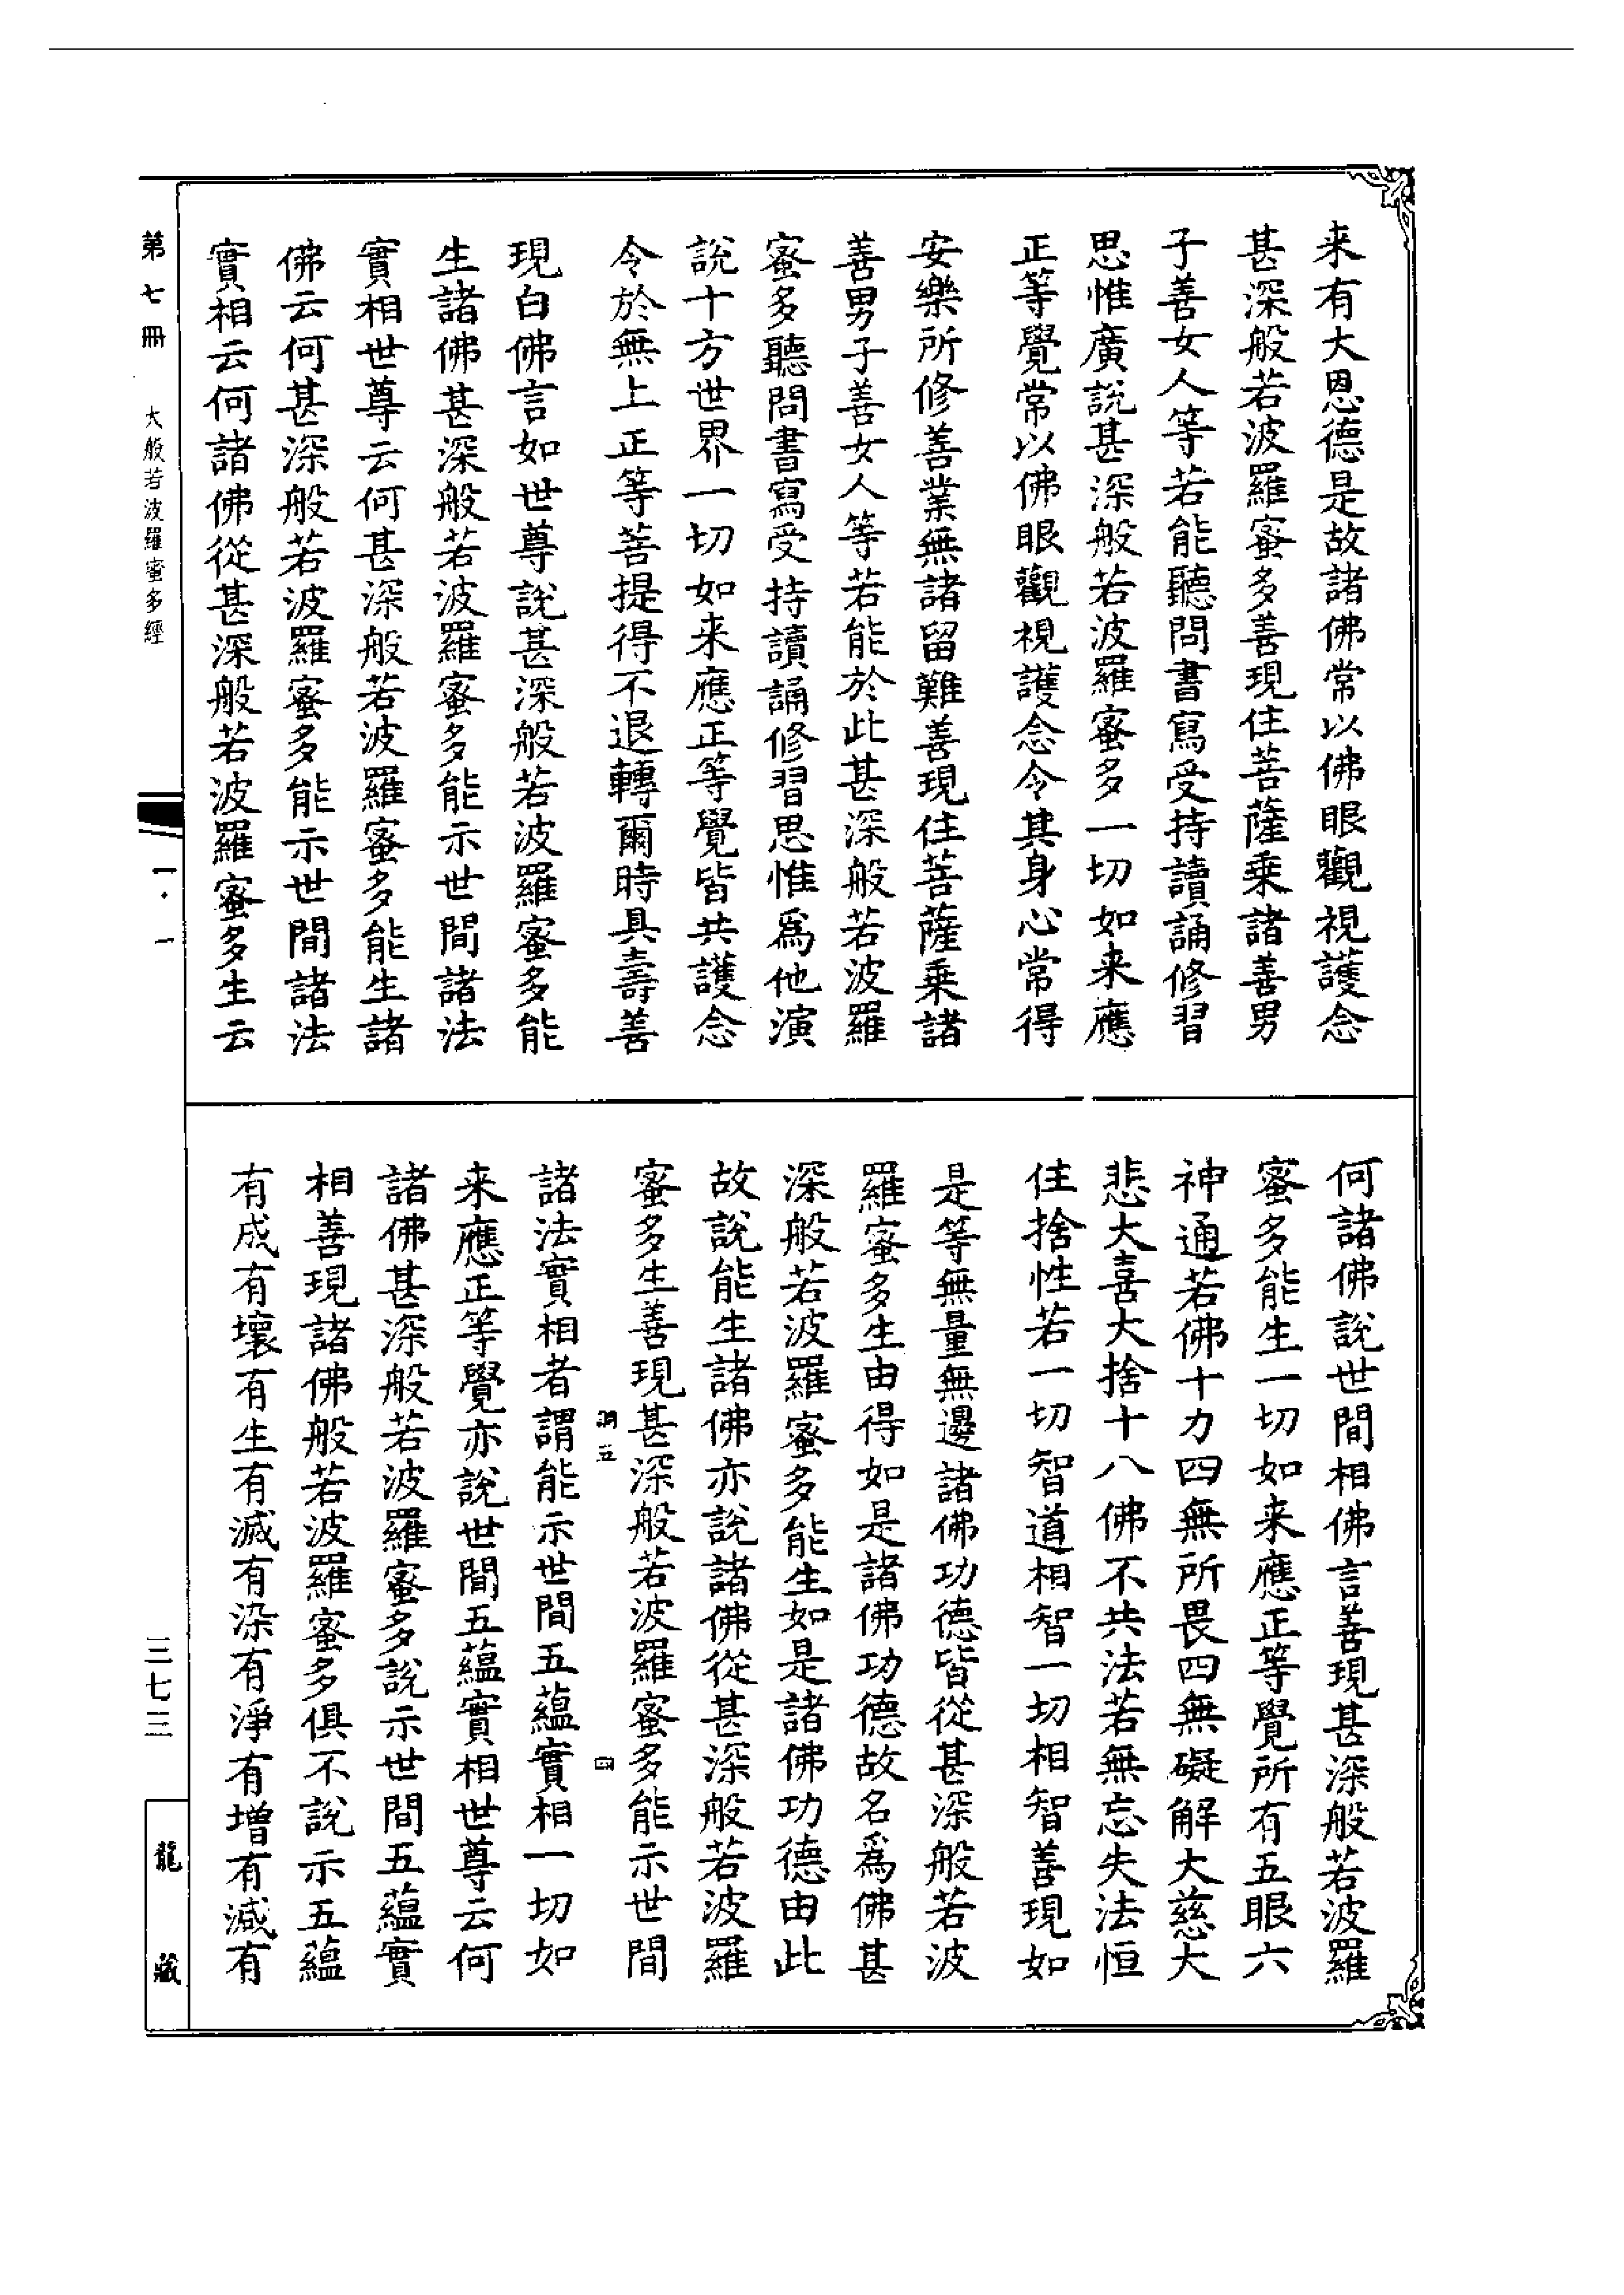 来有大恩德是故諸佛常以佛眼觀視護念
甚深般若波羅蜜多善現住菩薩乘諸善男
子善女人等若能聽問書寫受持讀誦修習
思惟廣說甚深般若波羅蜜多一切如来應
正等覺常以佛眼觀視護念令其身心常得
安樂所修善業無諸留難善現住菩薩乘諸
善男子善女人等若能於此甚深般若波羅
蜜多聽問書寫受持讀誦修習思惟爲他演
說十方世界一切如来應正等覺皆共護念
令於無上正等菩提得不退轉爾時具壽善
現白佛言如世尊說甚深般若波羅蜜多能
生諸佛甚深般若波羅蜜多能示世間諸法
實相世尊云何甚深般若波羅蜜多能生諸
佛云何甚深般若波羅蜜多能示世間諸法
實相云何諸佛從甚深般若波羅蜜多生云
何諸佛說世間相佛言善現甚深般若波羅
蜜多能生一切如来應正等覺所有五眼六
神通若佛十力四無所畏四無礙解大慈大
悲大喜大捨十八佛不共法若無忘失法恒
住捨性若一切智道相智一切相智善現如
是等無量無邊諸佛功德皆從甚深般若波
羅蜜多生由得如是諸佛功德故名爲佛甚
深般若波羅蜜多能生如是諸佛功德由此
故說能生諸佛亦說諸佛從甚深般若波羅
蜜多生善現甚深般若波羅蜜多能示世間
諸法實相者謂能示世間五蘊實相一切如
来應正等覺亦說世間五蘊實相世尊云何
諸佛甚深般若波羅蜜多說示世間五蘊實
相善現諸佛般若波羅蜜多俱不說示五蘊
有成有壞有生有滅有染有淨有增有減有
第七冊 大般若波羅蜜多經
一·一
三七三
龍藏
四